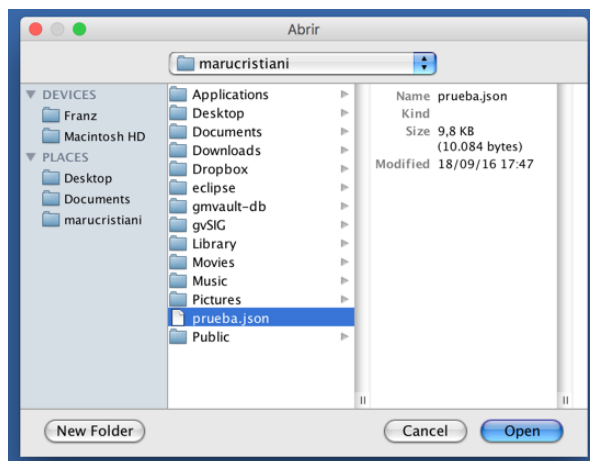 Abrir
marucristiani
DEVICES
Franz
Macintosh HD
PLACES
Desktop
Documents
marucristiani
Applications
Desktop
Documents
Downloads
Dropbox
eclipse
gmvault-db
gvSIG
Library
Movies
Music
Pictures
prueba.json
Public
Name prueba.json
Kind
Size 9,8 KB
(10.084 bytes)
Modified 18/09/16 17:47
New Folder
Cancel
Open